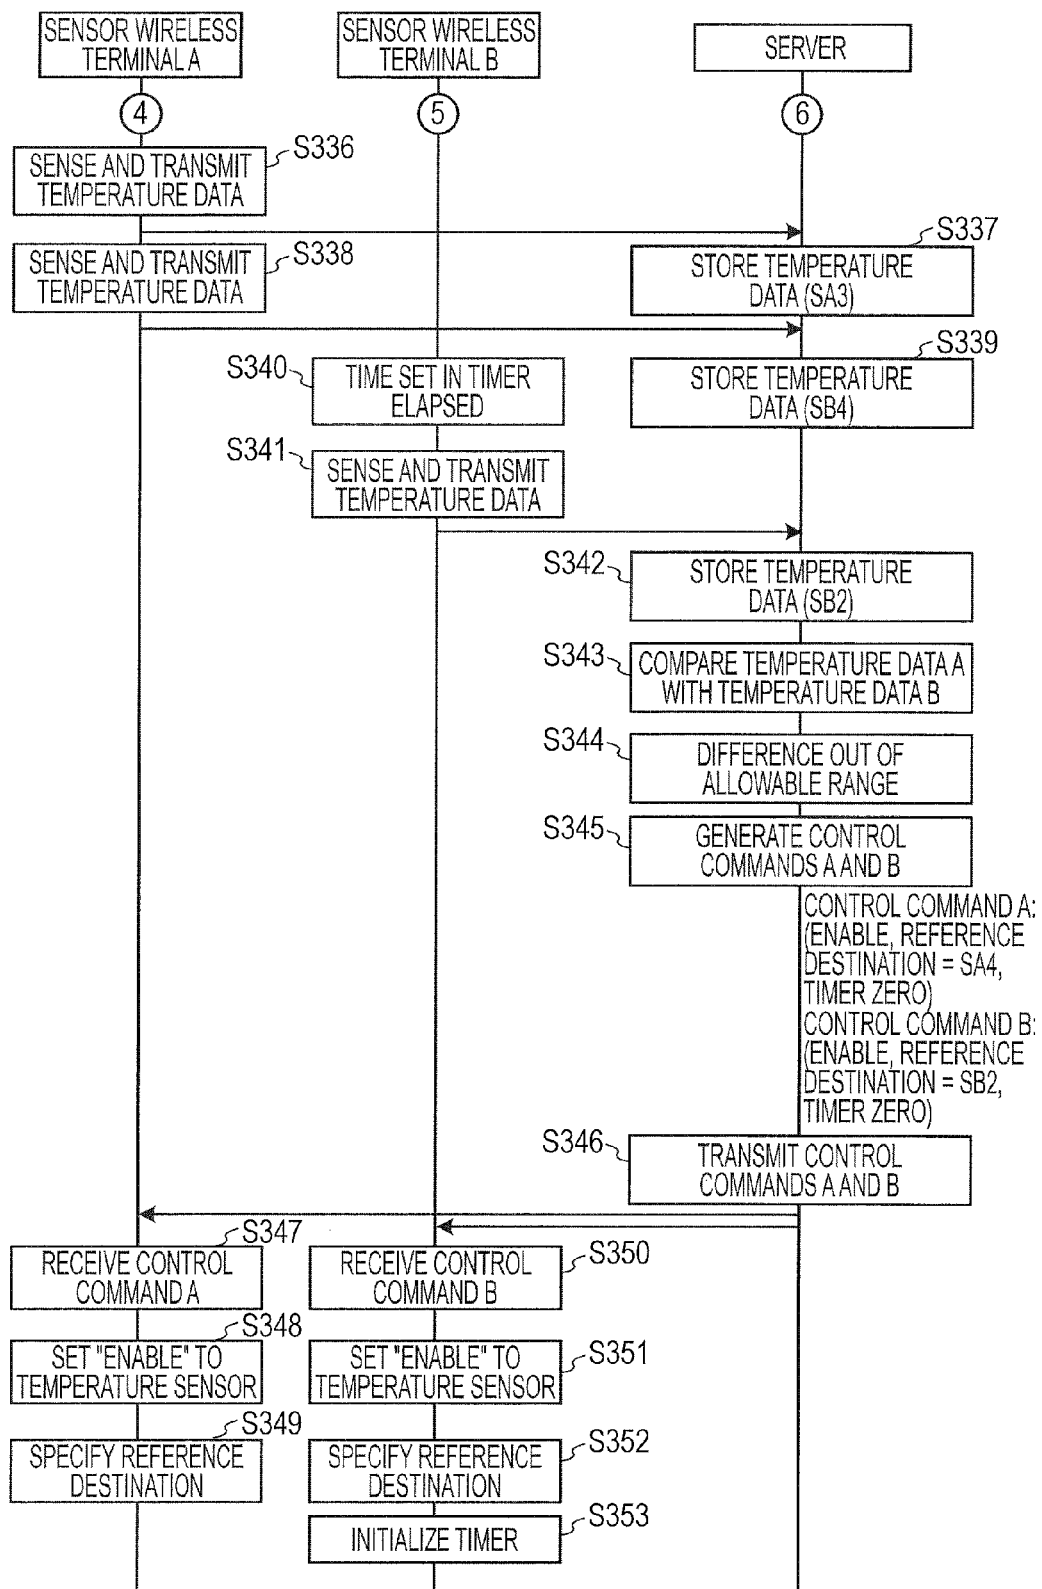 SENSOR WIRELESS
TERMINAL A
SENSOR WIRELESS
TERMINAL B
SERVER
4
5
6
S336
SENSE AND TRANSMIT
TEMPERATURE DATA
S337
STORE TEMPERATURE
DATA (SA3)
S338
SENSE AND TRANSMIT
TEMPERATURE DATA
S339
STORE TEMPERATURE
DATA (SB4)
S340
TIME SET IN TIMER
ELAPSED
S341
SENSE AND TRANSMIT
TEMPERATURE DATA
S342
STORE TEMPERATURE
DATA (SB2)
S343
COMPARE TEMPERATURE DATA A
WITH TEMPERATURE DATA B
S344
DIFFERENCE OUT OF
ALLOWABLE RANGE
S345
GENERATE CONTROL
COMMANDS A AND B
CONTROL COMMAND A:
(ENABLE, REFERENCE
DESTINATION = SA4,
TIMER ZERO)
CONTROL COMMAND B:
(ENABLE, REFERENCE
DESTINATION = SB2,
TIMER ZERO)
S346
TRANSMIT CONTROL
COMMANDS A AND B
S347
RECEIVE CONTROL
COMMAND A
S350
RECEIVE CONTROL
COMMAND B
S348
SET "ENABLE" TO
TEMPERATURE SENSOR
S351
SET "ENABLE" TO
TEMPERATURE SENSOR
S349
SPECIFY REFERENCE
DESTINATION
S352
SPECIFY REFERENCE
DESTINATION
S353
INITIALIZE TIMER